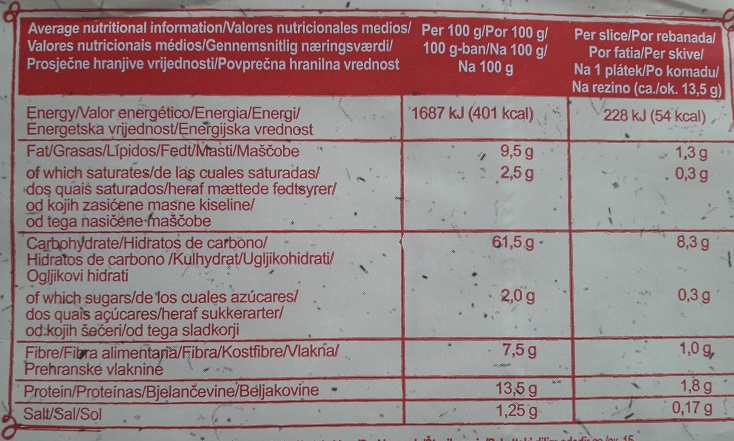 Average nutritional information/Valores nutricionales medios/
Valores nutricionais médios/Gennemsnitlig næringsværdi/
Prosječne hranjive vrijednosti/Povprečna hranilna vrednost
Per 100 g/Por 100 g/
100 g-ban/Na 100 g/
Na 100 g
Per slice/Por rebanada/
Por fatia/Per skive/
Na 1 plátek/Po komadu/
Na rezino (ca./ok. 13,5 g)
Energy/Valor energético/Energia/Energi/
Energetska vrijednost/Energijska vrednost
1687 kJ (401 kcal)
228 kJ (54 kcal)
Fat/Grasas/Lípidos/Fedt/Masti/Maščobe
9,5 g
1,3 g
of which saturates/de las cuales saturadas/
dos quais saturados/heraf mættede fedtsyrer/
od kojih zasićene masne kiseline/
od tega nasičene maščobe
2,5 g
0,3 g
Carbohydrate/Hidratos de carbono/
Hidratos de carbono /Kulhydrat/Ugljikohidrati/
Ogljikovi hidrati
61,5 g
8,3 g
of which sugars/de los cuales azúcares/
dos quais açúcares/heraf sukkerarter/
od kojih šećeri/od tega sladkorji
2,0 g
0,3 g
Fibre/Fibra alimentaria/Fibra/Kostfibre/Vlakna/
Prehranske vlaknine
7,5 g
1,0 g
Protein/Proteínas/Bjelančevine/Beljakovine
13,5 g
1,8 g
Salt/Sal/Sol
1,25 g
0,17 g